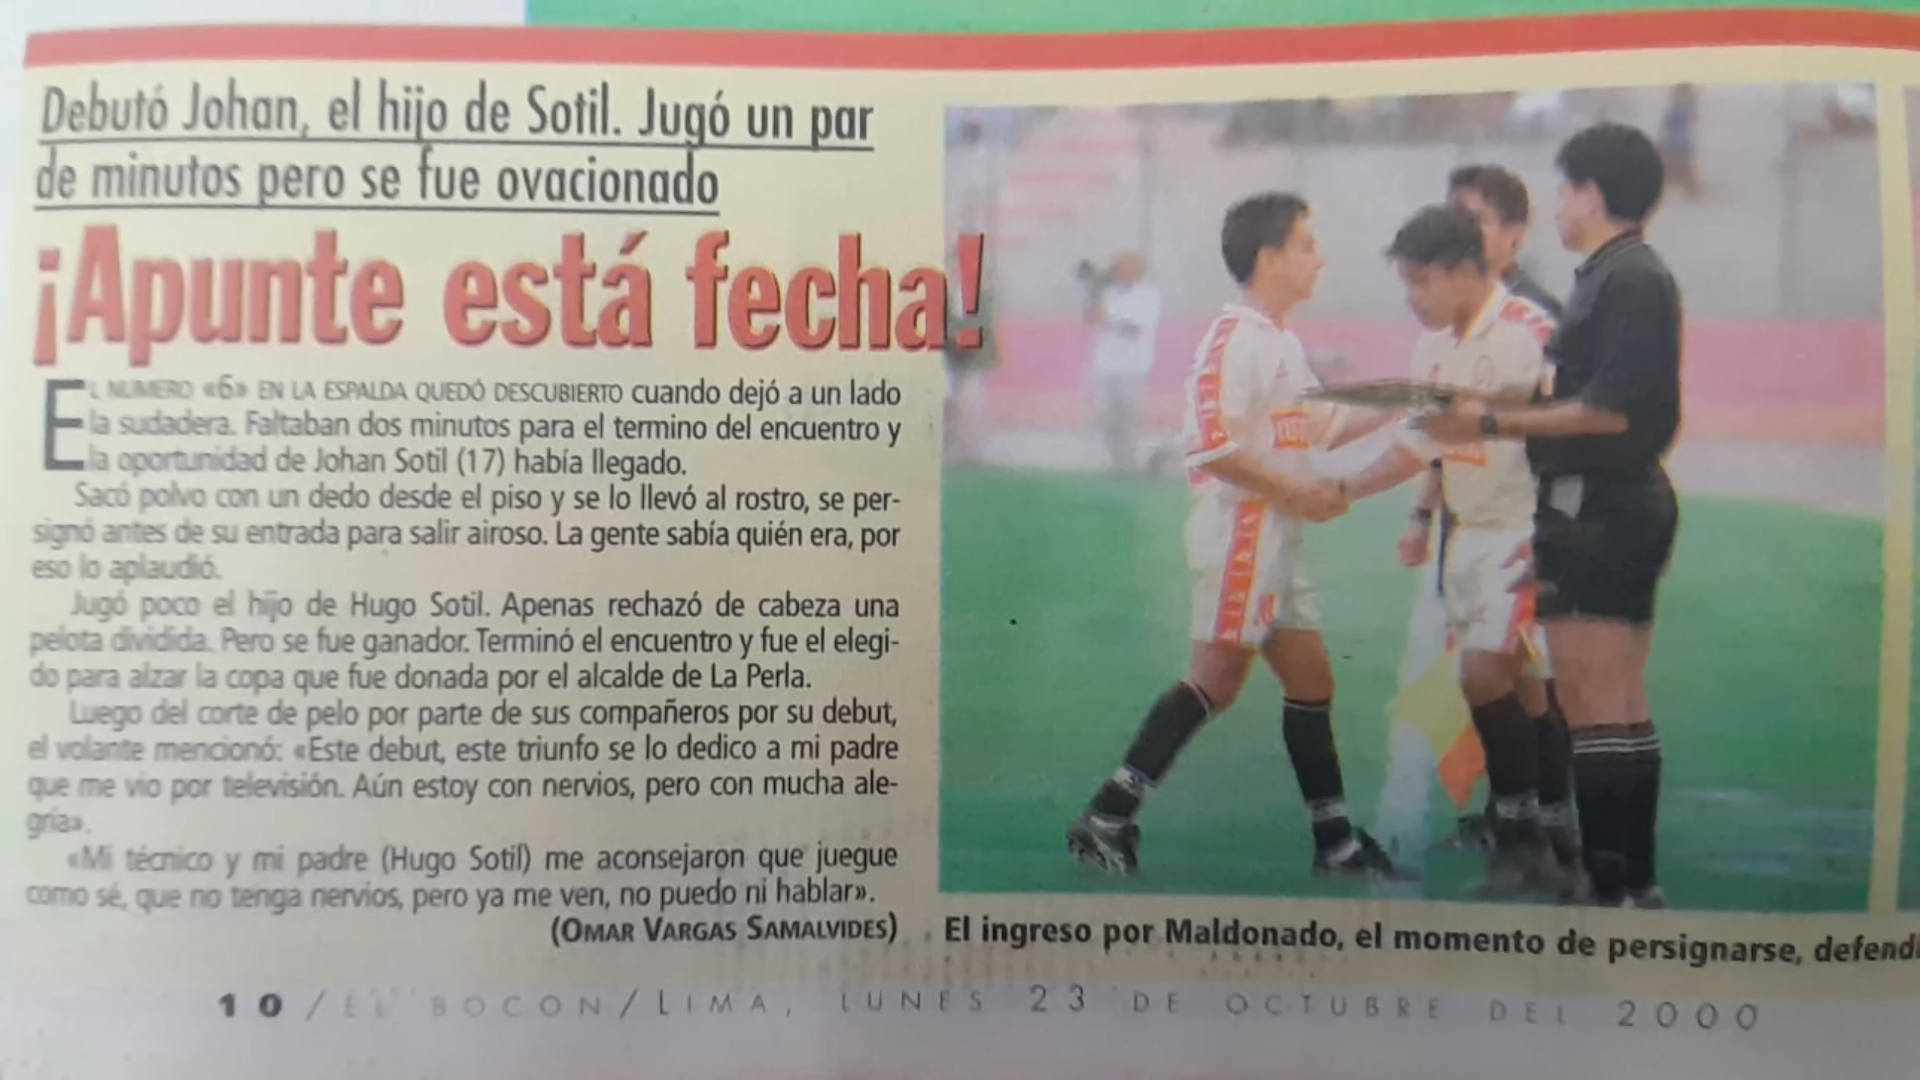 Debutó Johan, el hijo de Sotil. Jugó un par
de minutos pero se fue ovacionado
¡Apunte está fecha!
EL NUMERO «6» EN LA ESPALDA QUEDÓ DESCUBIERTO cuando dejó a un lado
la sudadera. Faltaban dos minutos para el termino del encuentro y
la oportunidad de Johan Sotil (17) había llegado.
Sacó polvo con un dedo desde el piso y se lo llevó al rostro, se per-
signó antes de su entrada para salir airoso. La gente sabía quién era, por
eso lo aplaudió.
Jugó poco el hijo de Hugo Sotil. Apenas rechazó de cabeza una
pelota dividida. Pero se fue ganador. Terminó el encuentro y fue el elegi-
do para alzar la copa que fue donada por el alcalde de La Perla.
Luego del corte de pelo por parte de sus compañeros por su debut,
el volante mencionó: «Este debut, este triunfo se lo dedico a mi padre
que me vio por televisión. Aún estoy con nervios, pero con mucha ale-
gría».
«Mi técnico y mi padre (Hugo Sotil) me aconsejaron que juegue
como sé, que no tenga nervios, pero ya me ven, no puedo ni hablar».
(OMAR VARGAS SAMALVIDES)
El ingreso por Maldonado, el momento de persignarse, defendi
10 / EL BOCON / LIMA, LUNES 23 DE OCTUBRE DEL 2000